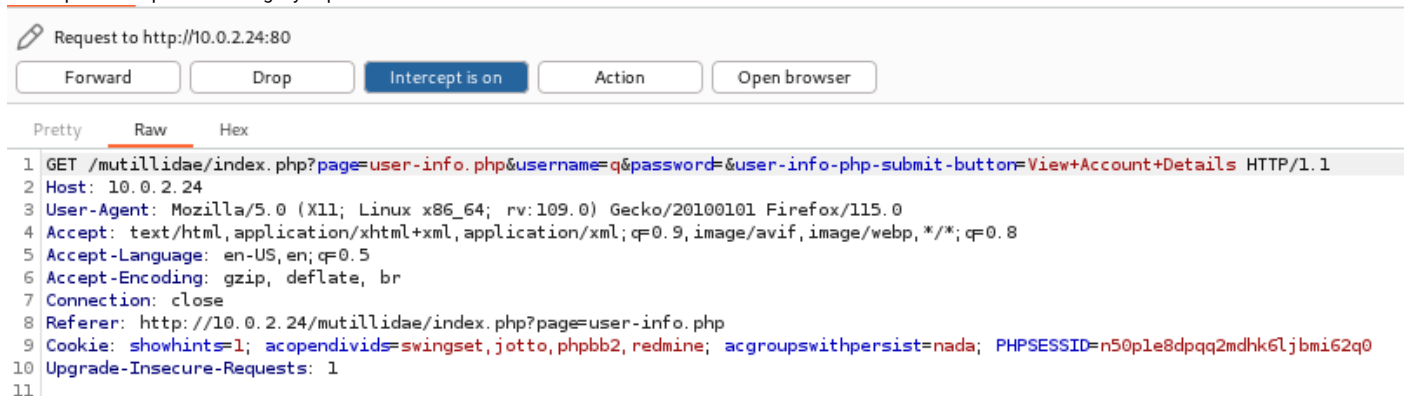 Request to http://10.0.2.24:80
Forward Drop Intercept is on Action Open browser
Pretty Raw Hex
1 GET /mutillidae/index.php?page=user-info.php&username=q&password=&user-info-php-submit-button=View+Account+Details HTTP/1.1
2 Host: 10.0.2.24
3 User-Agent: Mozilla/5.0 (X11; Linux x86_64; rv:109.0) Gecko/20100101 Firefox/115.0
4 Accept: text/html,application/xhtml+xml,application/xml;q=0.9,image/avif,image/webp,*/*;q=0.8
5 Accept-Language: en-US,en;q=0.5
6 Accept-Encoding: gzip, deflate, br
7 Connection: close
8 Referer: http://10.0.2.24/mutillidae/index.php?page=user-info.php
9 Cookie: showhints=1; acopendivids=swingset,jotto,phpbb2,redmine; acgroupswithpersist=nada; PHPSESSID=n50p1e8dpqq2mdhk6ljbmi62q0
10 Upgrade-Insecure-Requests: 1
11